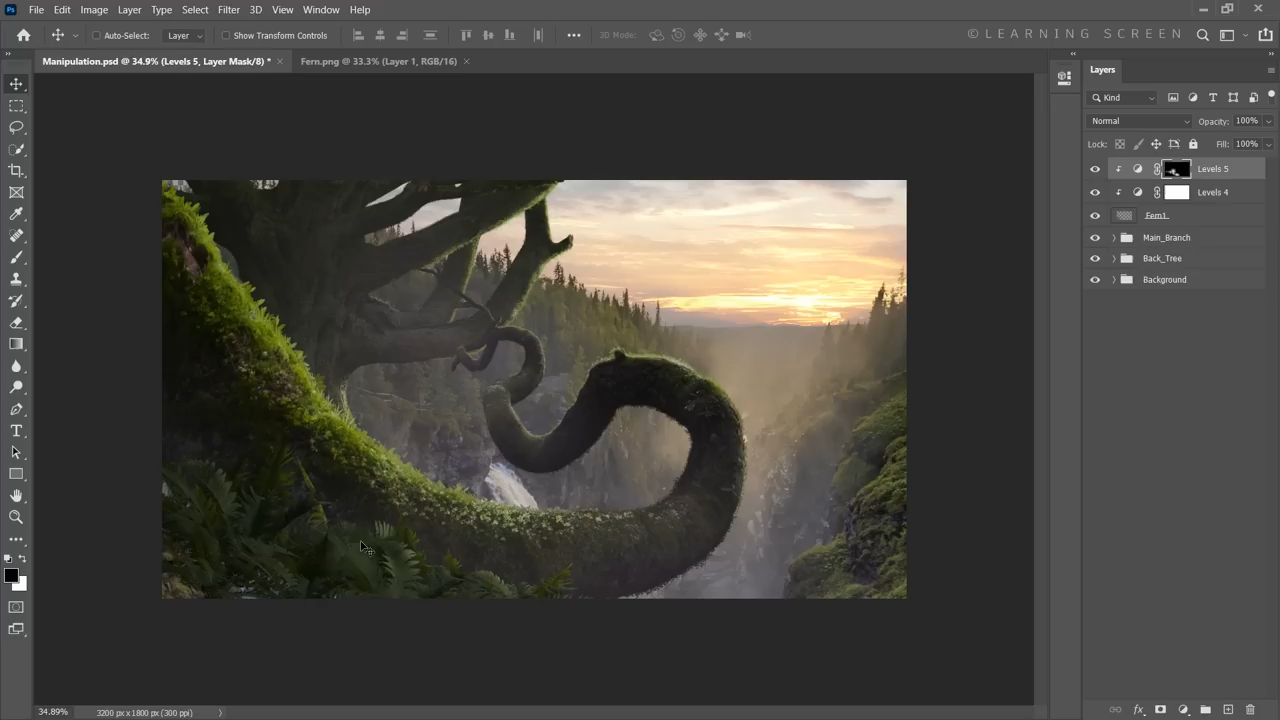 Ps File Edit Image Layer Type Select Filter 3D View Window Help
Auto-Select: Layer Show Transform Controls 3D Mode: ©LEARNING SCREEN
Manipulation.psd @ 34.9% (Levels 5, Layer Mask/8) * Fern.png @ 33.3% (Layer 1, RGB/16)
Layers
Kind
Normal Opacity: 100%
Lock: Fill: 100%
Levels 5
Levels 4
Fern1
Main_Branch
Back_Tree
Background
34.89% 3200 px x 1800 px (300 ppi)